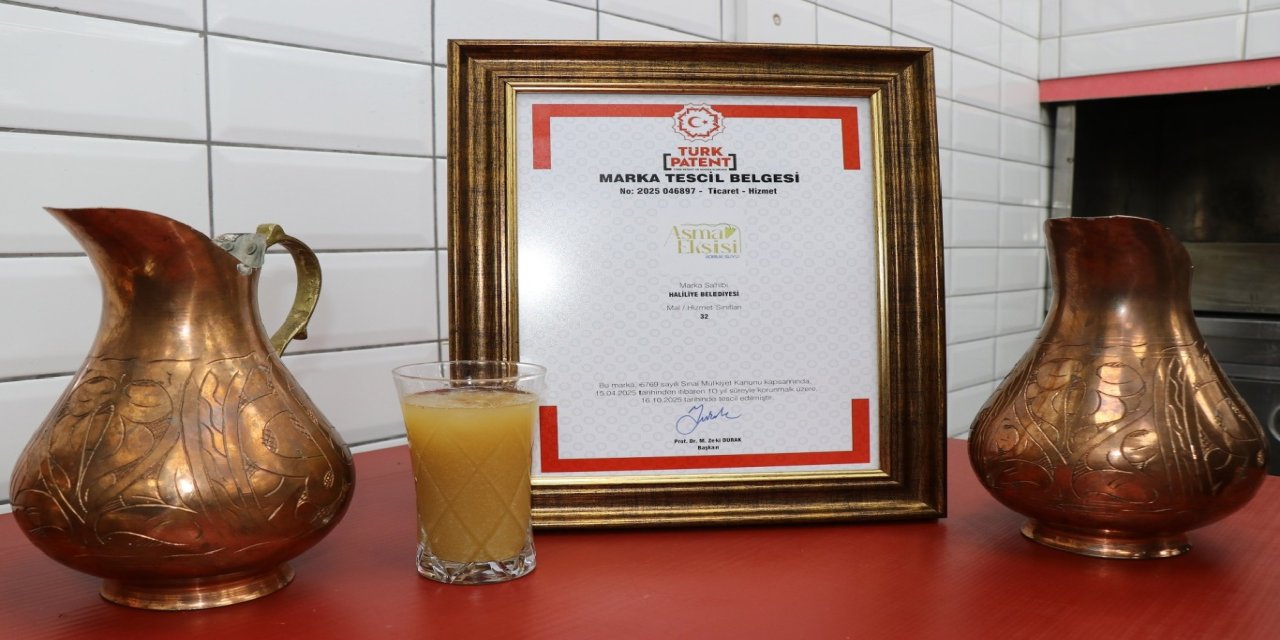 TÜRK
PATENT
MARKA TESCİL BELGESİ
No: 2025 046897 - Ticaret - Hizmet
Asma
Ekşisi
Marka Sahibi
HALİLİYE BELEDİYESİ
Mal / Hizmet Sınıfları
32
Bu marka, 6769 sayılı Sınai Mülkiyet Kanunu kapsamında,
15.04.2025 tarihinden itibaren 10 yıl süreyle korunmak üzere,
16.10.2025 tarihinde tescil edilmiştir.
Prof. Dr. M. Zeki DURAK
Başkan